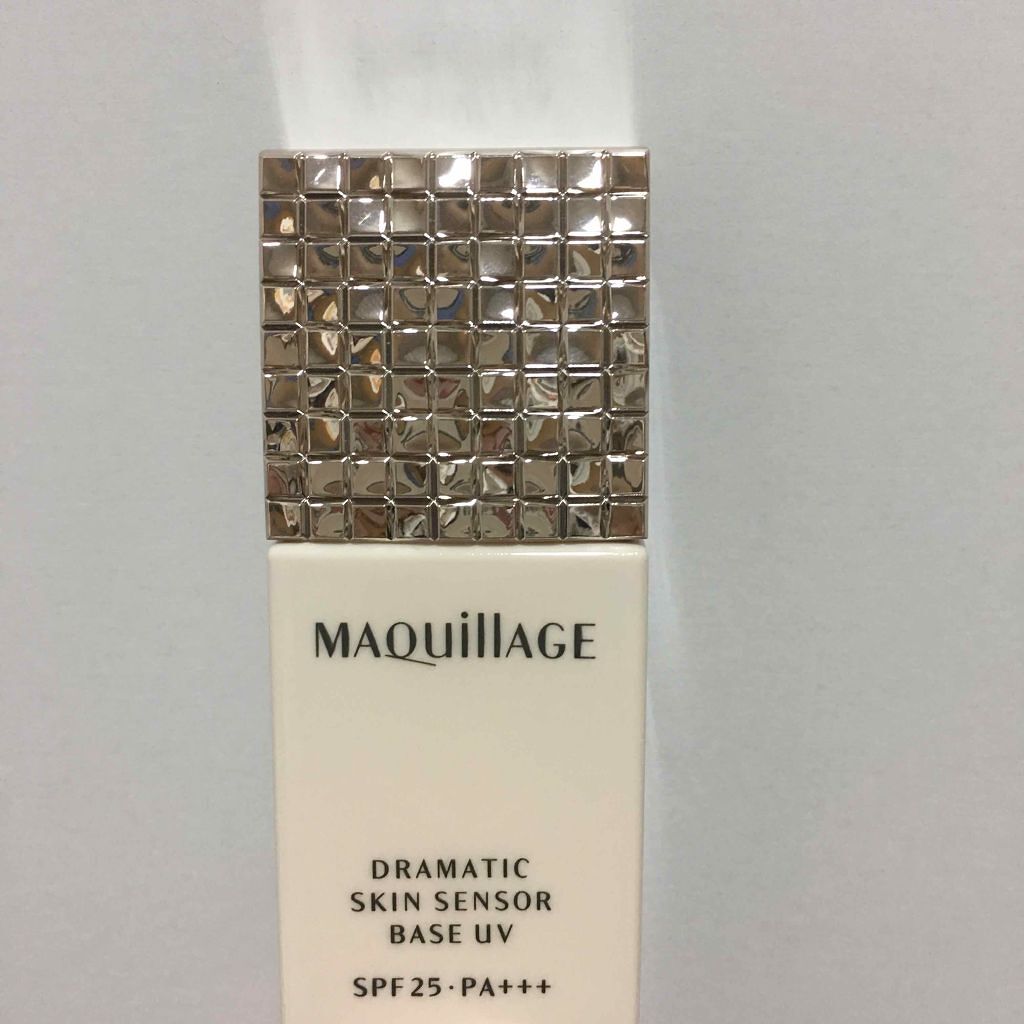 MAQuillAGE
DRAMATIC
SKIN SENSOR
BASE UV
SPF25·PA+++